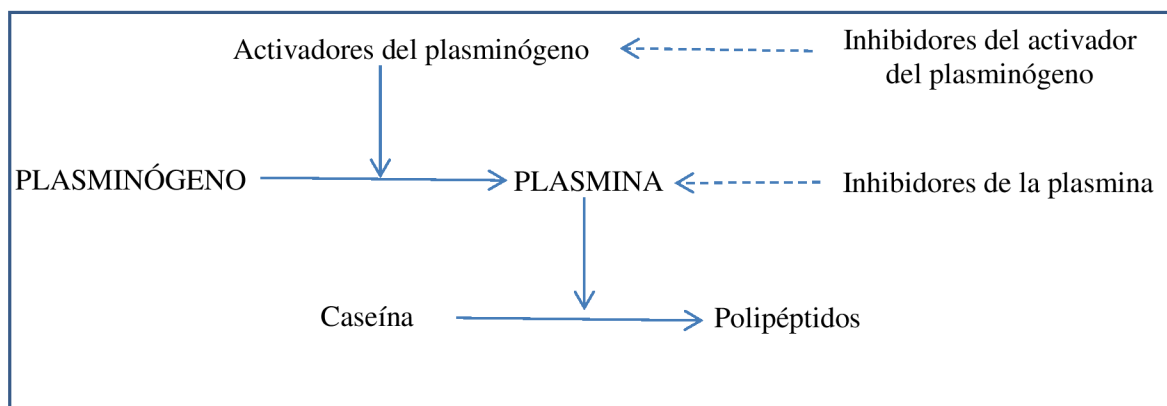 Activadores del plasminógeno
Inhibidores del activador
del plasminógeno
PLASMINÓGENO
PLASMINA
Inhibidores de la plasmina
Caseína
Polipéptidos